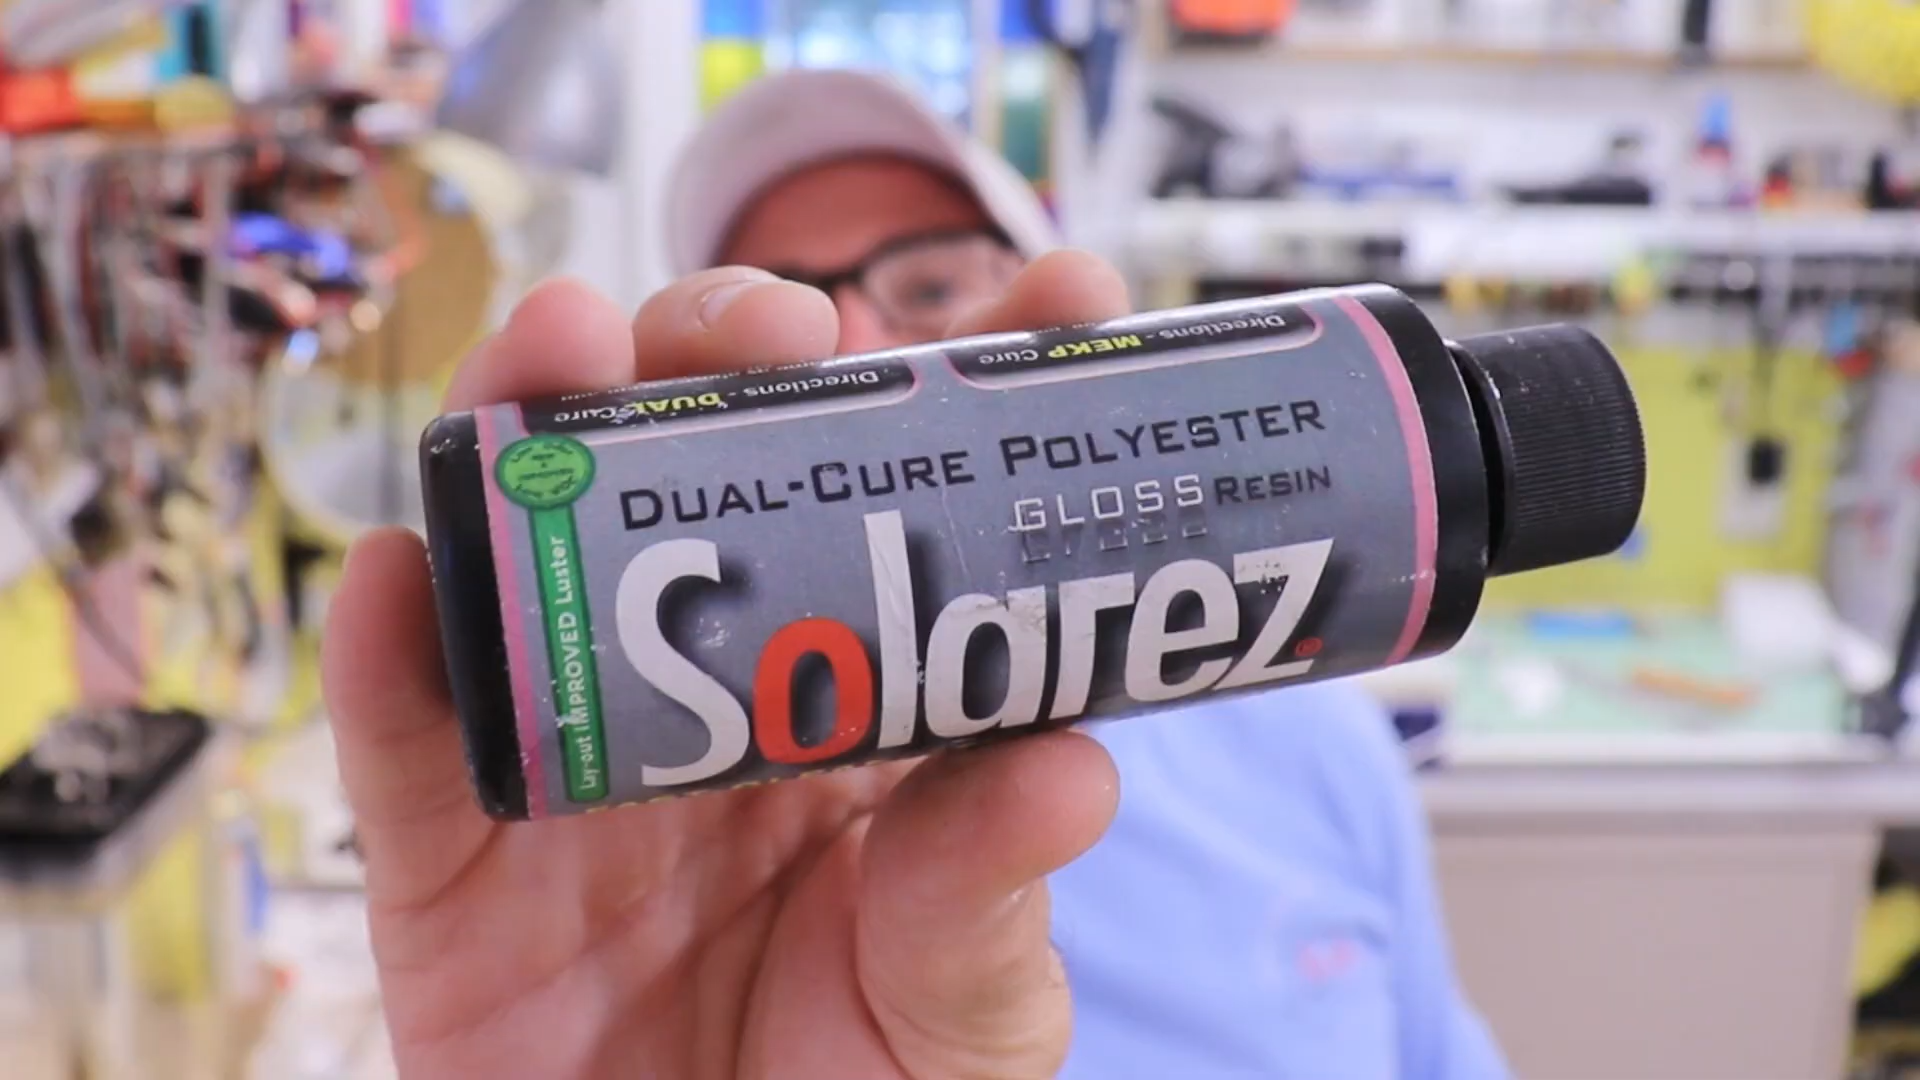 Directions - MEKP Cure
Directions - DUAL-Cure
DUAL-CURE POLYESTER
GLOSS RESIN
Solarez®
Lay-out IMPROVED Luster